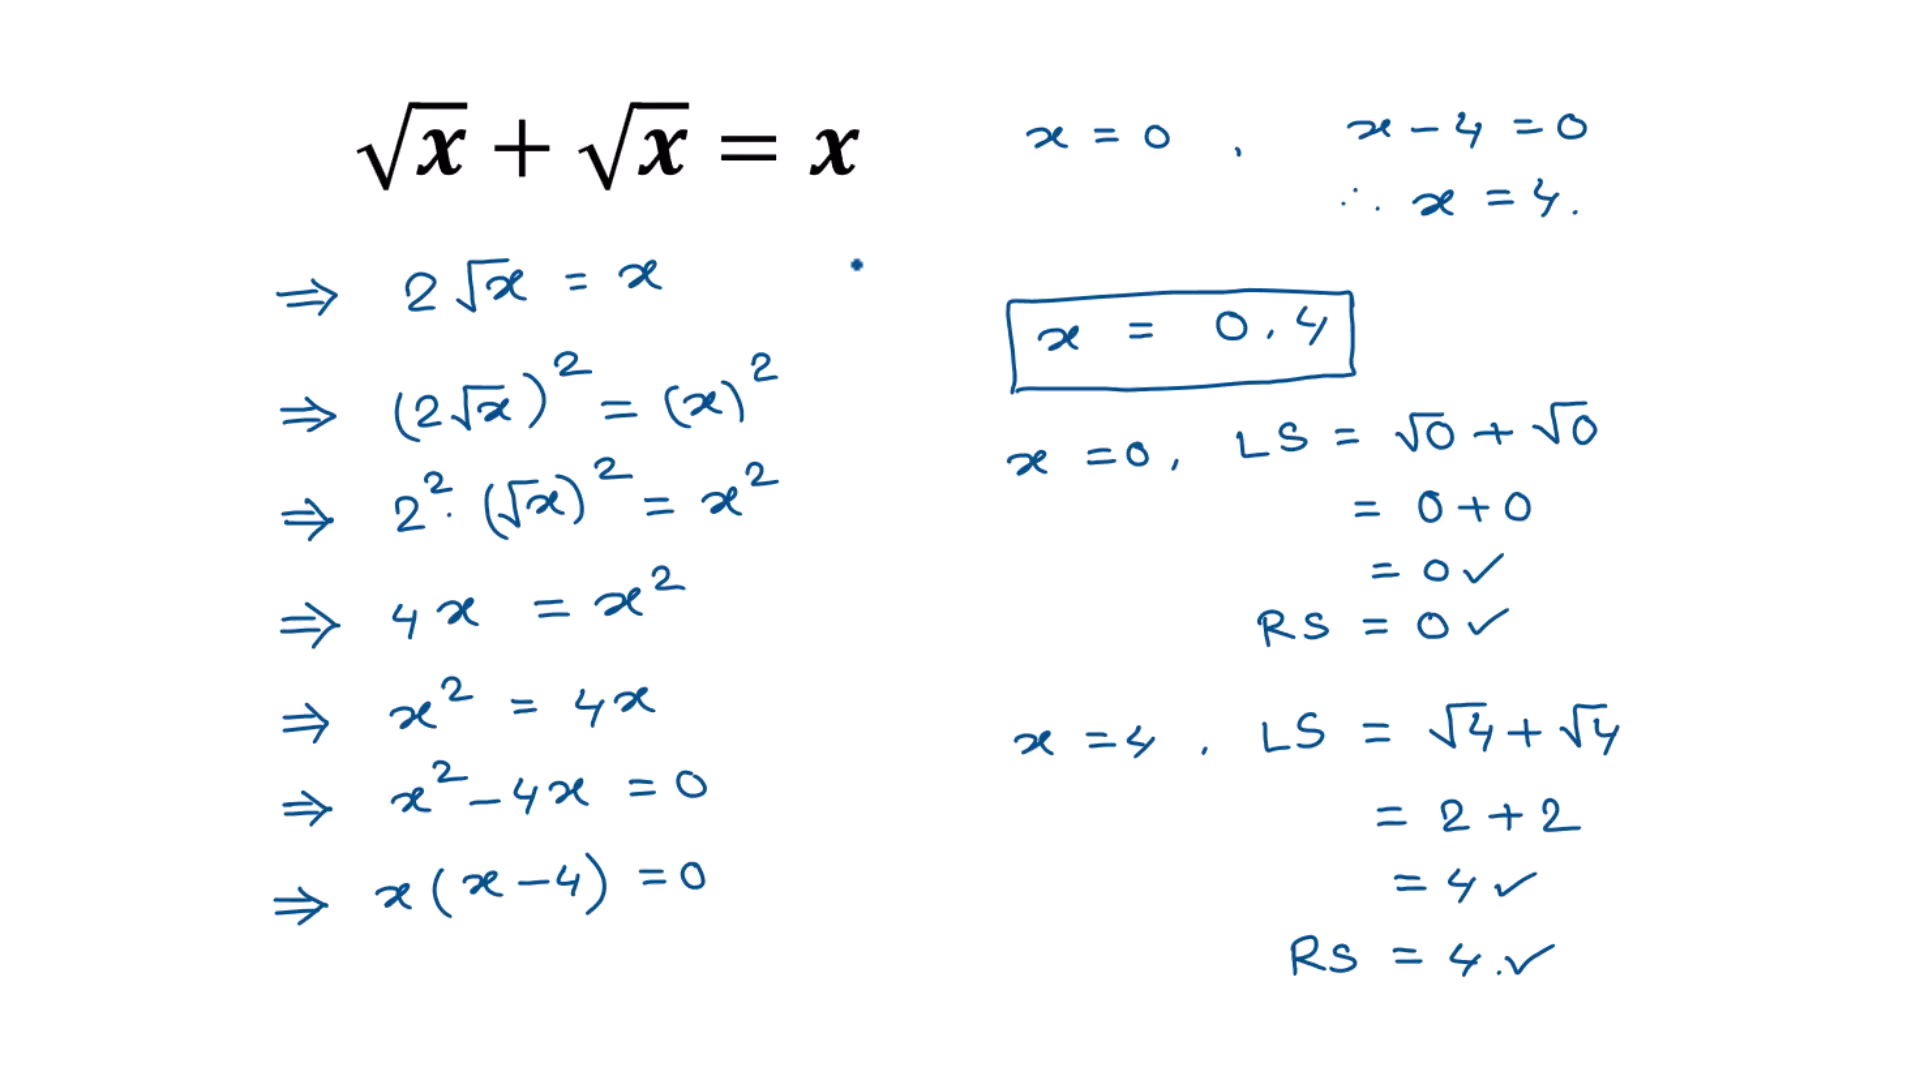 √x + √x = x
⇒ 2√x = x
⇒ (2√x)² = (x)²
⇒ 2² · (√x)² = x²
⇒ 4x = x²
⇒ x² = 4x
⇒ x² - 4x = 0
⇒ x(x - 4) = 0
x = 0 , x - 4 = 0
∴ x = 4.
x = 0, 4
x = 0, LS = √0 + √0
= 0 + 0
= 0 ✓
RS = 0 ✓
x = 4, LS = √4 + √4
= 2 + 2
= 4 ✓
RS = 4. ✓